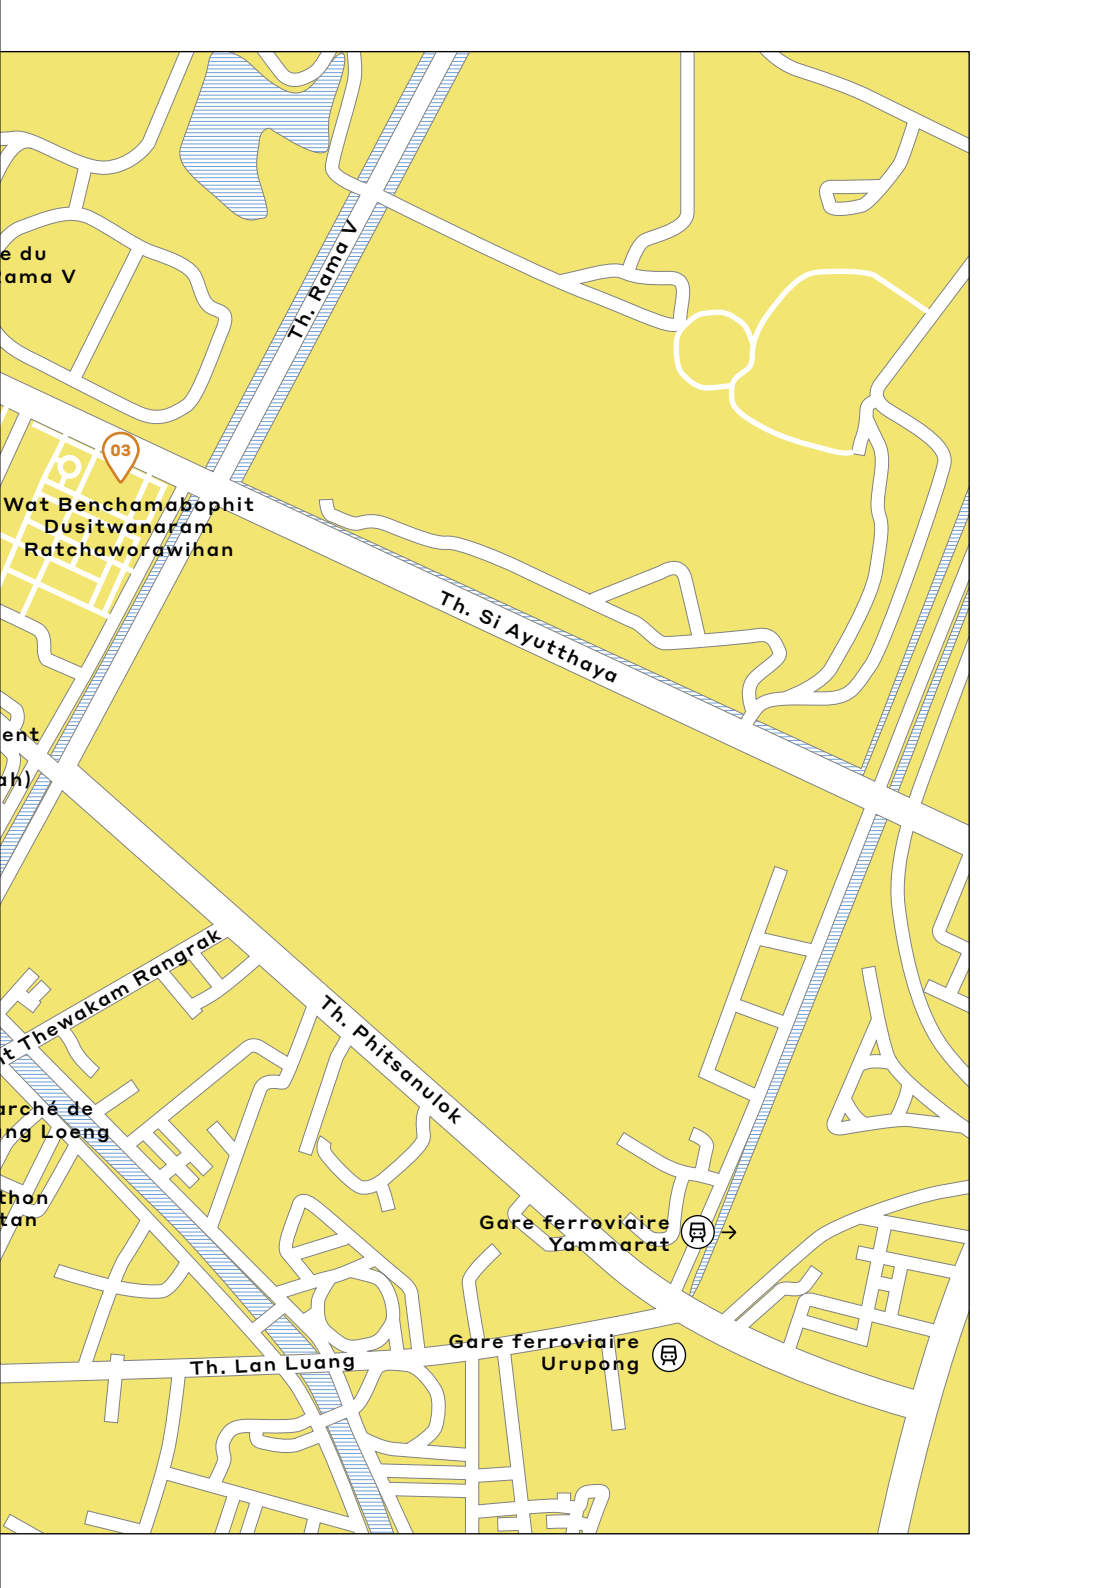 e du
ama V
Th. Rama V
03
Wat Benchamabophit
Dusitwanaram
Ratchaworawihan
Th. Si Ayutthaya
ent
ah)
it Thewakam Rangrak
Th. Phitsanulok
arché de
ng Loeng
thon
tan
Gare ferroviaire
Yammarat
→
Gare ferroviaire
Urupong
Th. Lan Luang